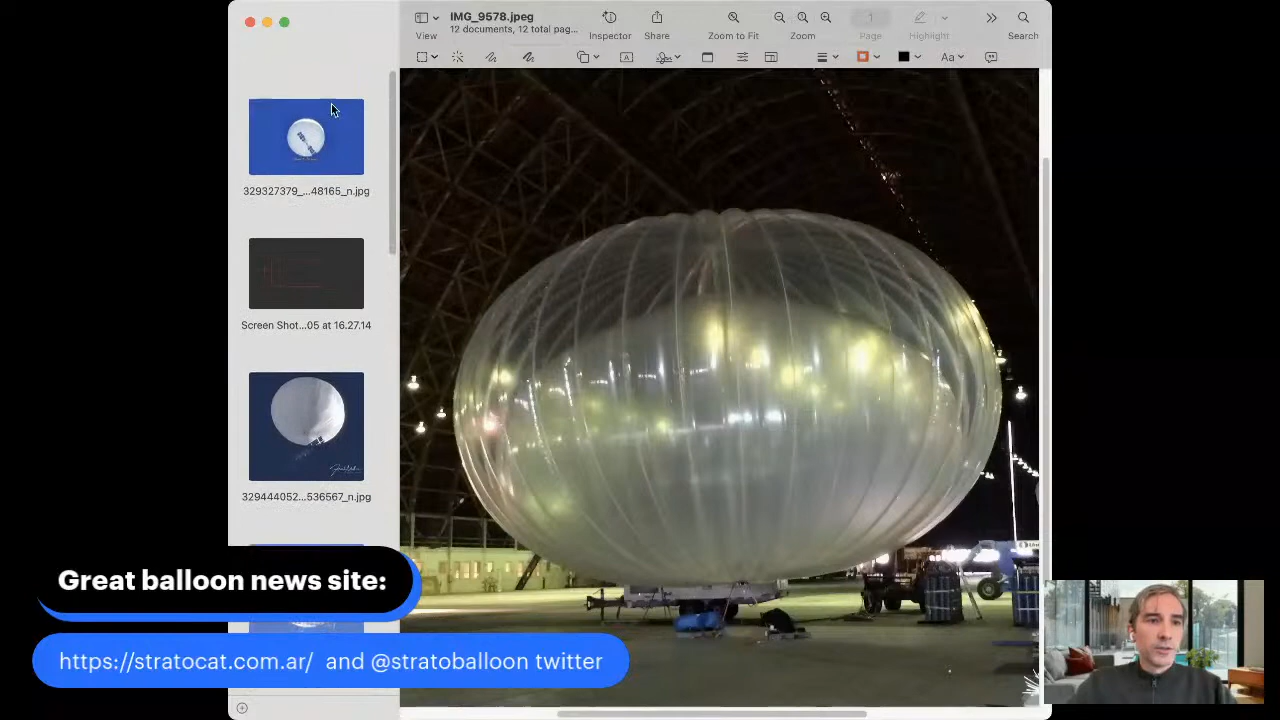 IMG_9578.jpeg
12 documents, 12 total pag...
View
Inspector
Share
Zoom to Fit
Zoom
1
Page
Highlight
Search
A
Aa
329327379_...48165_n.jpg
Screen Shot...05 at 16.27.14
329444052...536567_n.jpg
Great balloon news site:
https://stratocat.com.ar/ and @stratoballoon twitter